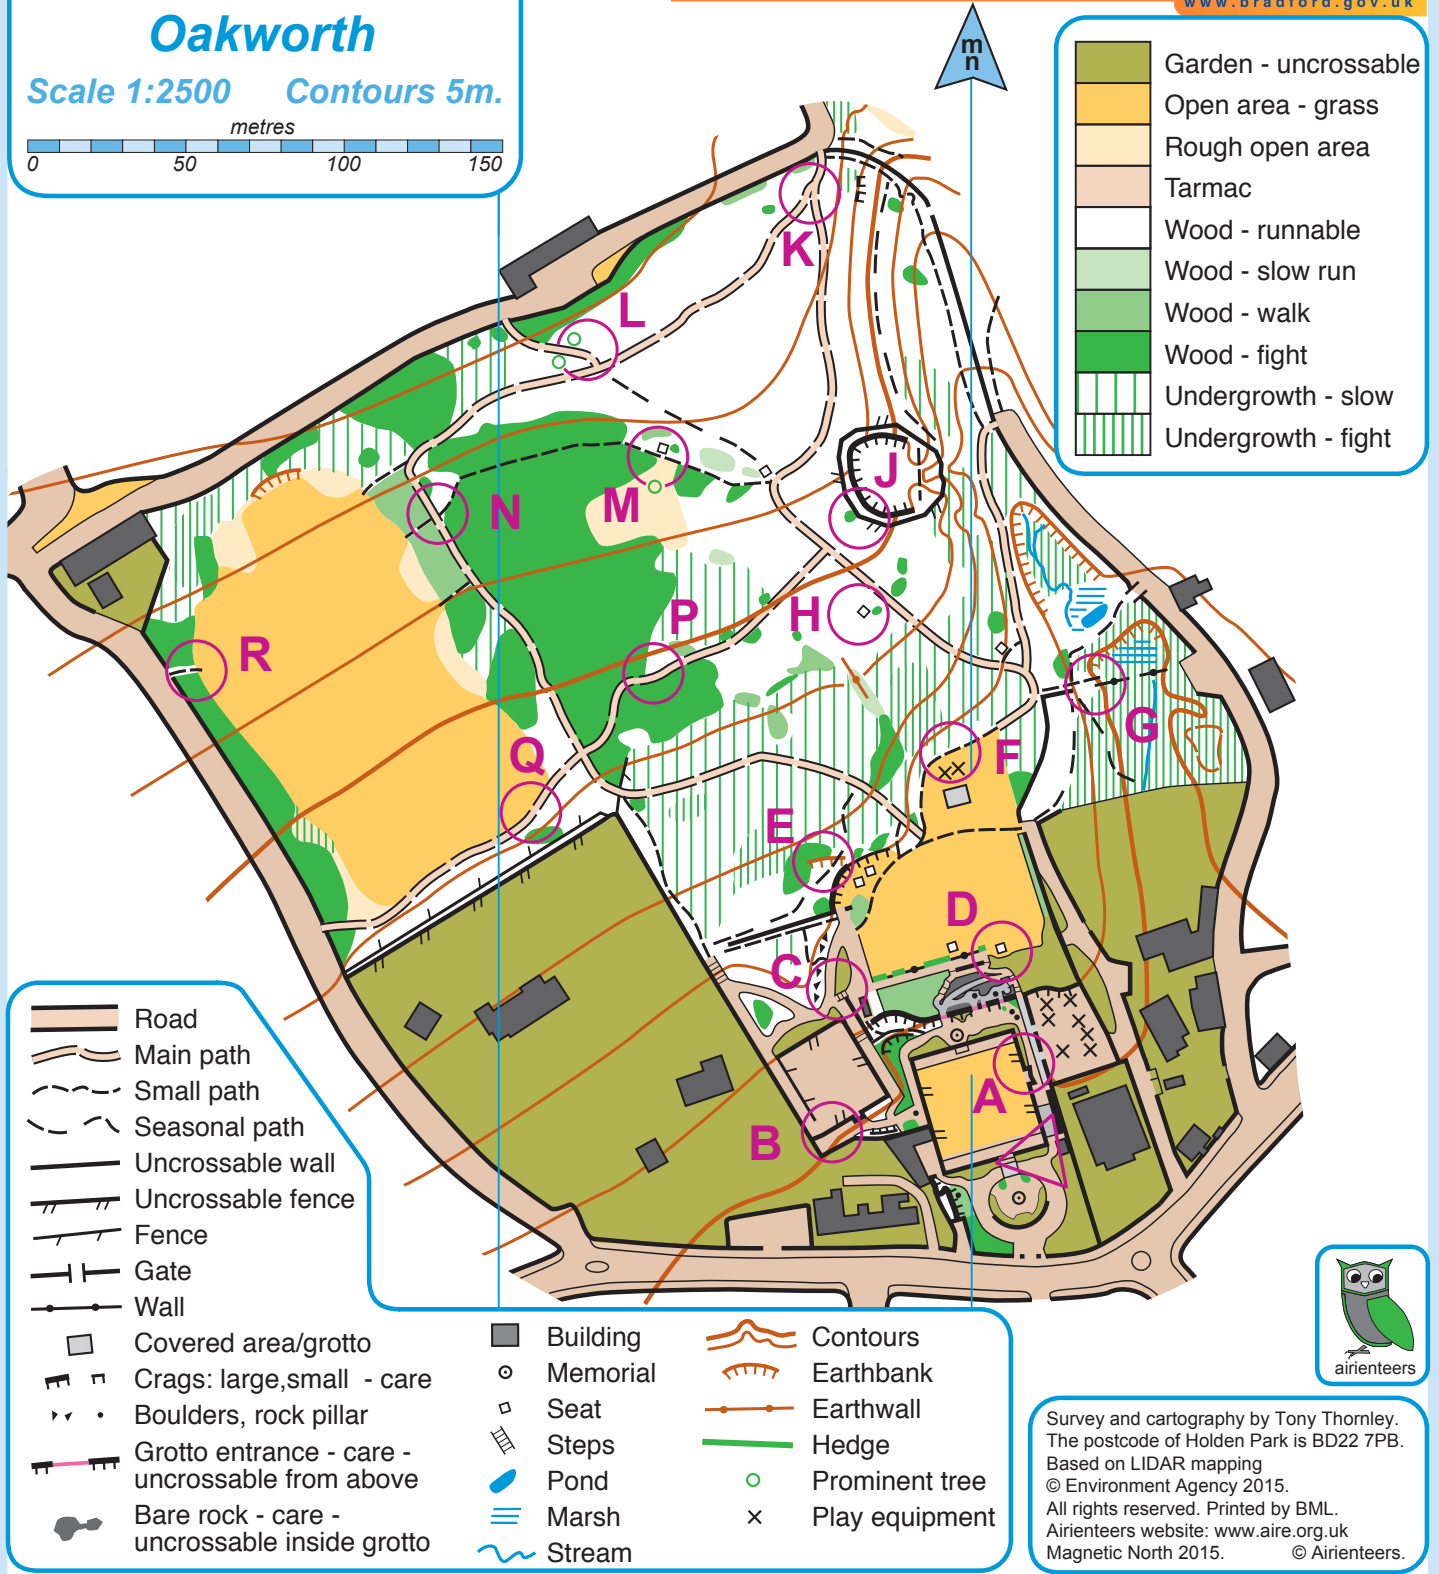 www.bradford.gov.uk
Oakworth
Scale 1:2500 Contours 5m.
metres
0 50 100 150
m
n
Garden - uncrossable
Open area - grass
Rough open area
Tarmac
Wood - runnable
Wood - slow run
Wood - walk
Wood - fight
Undergrowth - slow
Undergrowth - fight
K
L
J
N
M
H
P
R
G
Q
F
E
D
C
A
B
Road
Main path
Small path
Seasonal path
Uncrossable wall
Uncrossable fence
Fence
Gate
Wall
Covered area/grotto
Crags: large,small - care
Boulders, rock pillar
Grotto entrance - care -
uncrossable from above
Bare rock - care -
uncrossable inside grotto
Building
Memorial
Seat
Steps
Pond
Marsh
Stream
Contours
Earthbank
Earthwall
Hedge
Prominent tree
Play equipment
airienteers
Survey and cartography by Tony Thornley.
The postcode of Holden Park is BD22 7PB.
Based on LIDAR mapping
© Environment Agency 2015.
All rights reserved. Printed by BML.
Airienteers website: www.aire.org.uk
Magnetic North 2015. © Airienteers.